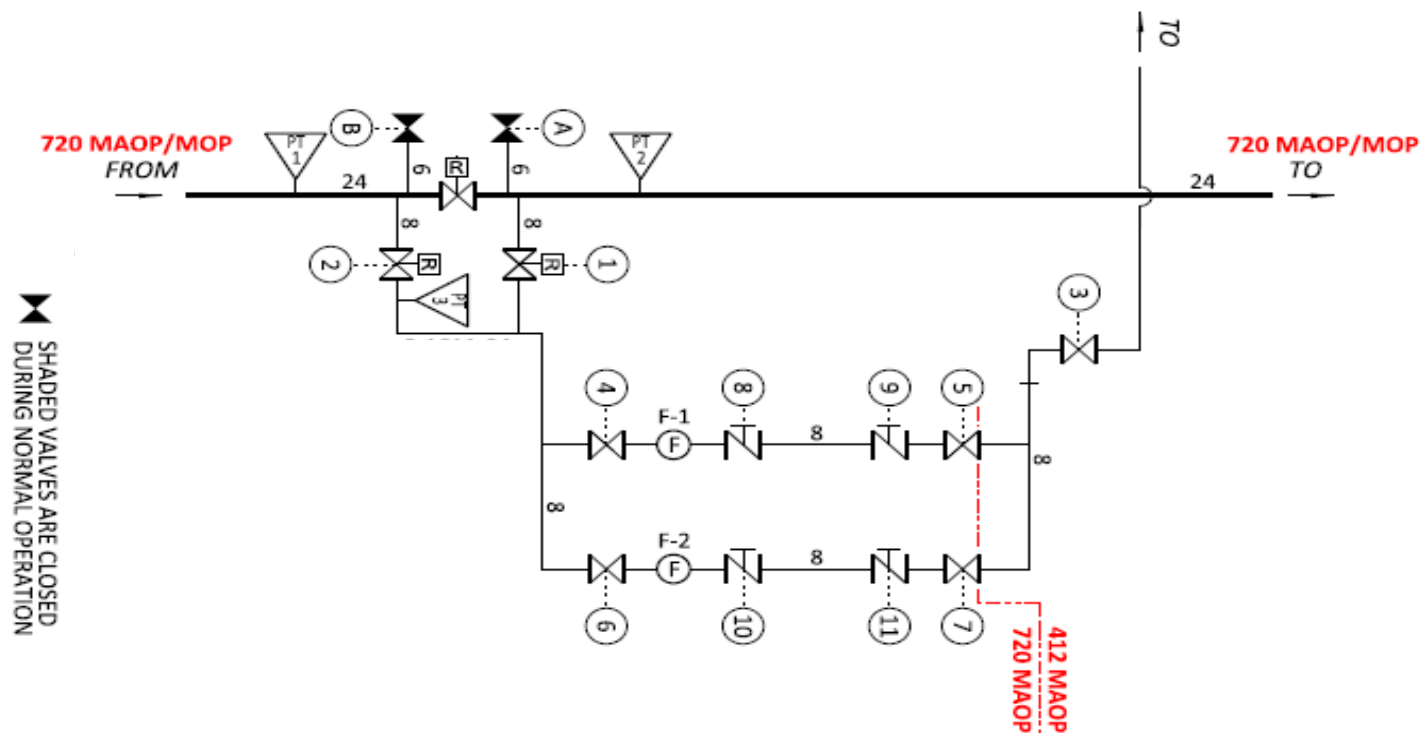 TO
720 MAOP/MOP
FROM
PT
1
B
A
PT
2
720 MAOP/MOP
TO
24
6
R
6
24
8
8
2
R
PT
3
R
1
3
4
8
9
5
F-1
F
8
8
8
F-2
F
8
6
10
11
7
412 MAOP
720 MAOP
SHADED VALVES ARE CLOSED
DURING NORMAL OPERATION